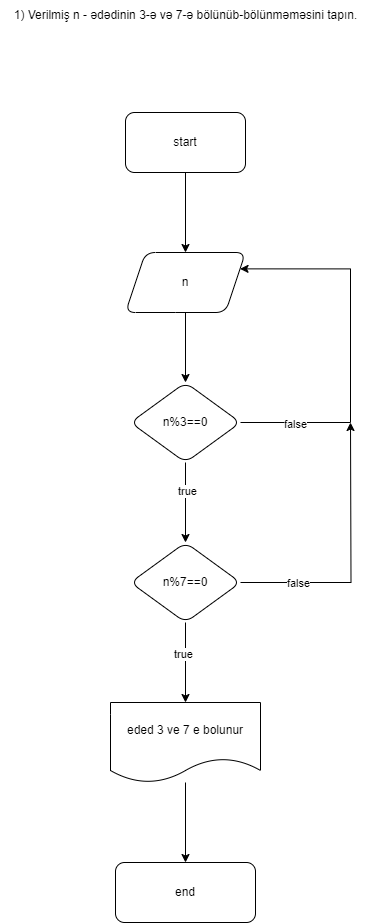 1) Verilmiş n - ədədinin 3-ə və 7-ə bölünüb-bölünməməsini tapın.
start
n
n%3==0
false
true
n%7==0
false
true
eded 3 ve 7 e bolunur
end